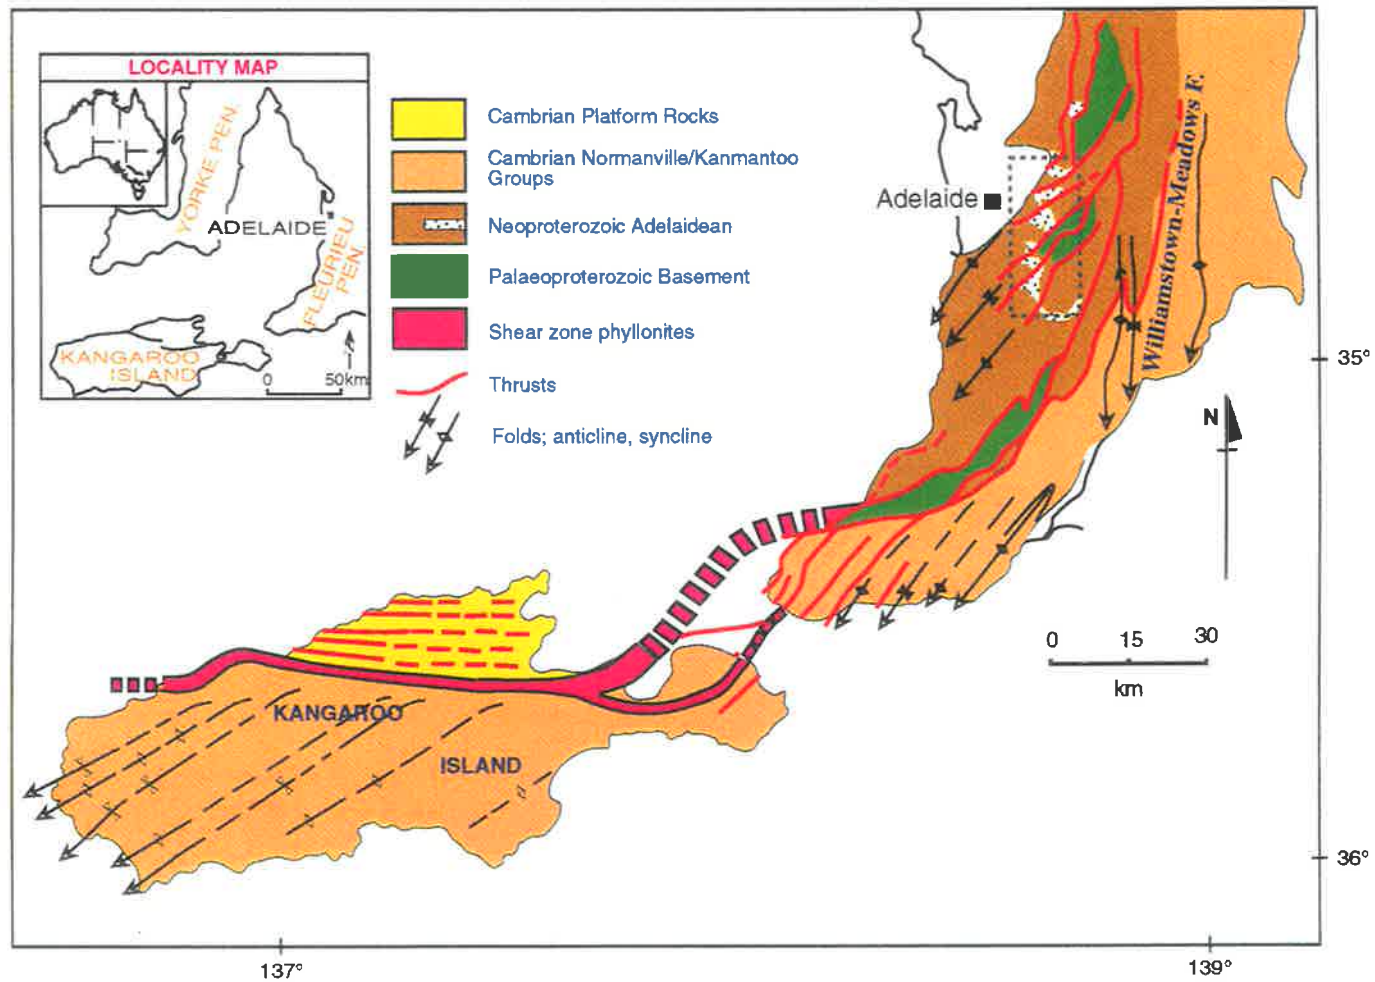 LOCALITY MAP
YORKE PEN.
ADELAIDE
FLEURIEU
PEN.
KANGAROO
ISLAND
0 50km
Cambrian Platform Rocks
Cambrian Normanville/Kanmantoo
Groups
Neoproterozoic Adelaidean
Palaeoproterozoic Basement
Shear zone phyllonites
Thrusts
Folds; anticline, syncline
Adelaide
Williamstown-Meadows F.
35°
N
0 15 30
km
KANGAROO
ISLAND
36°
137°
139°